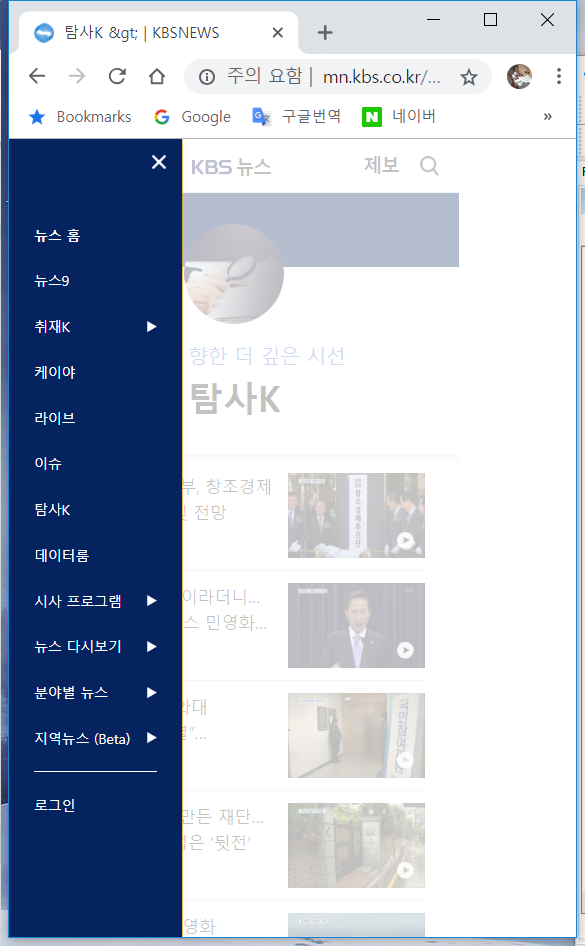 탐사K &gt; | KBSNEWS
주의 요함 | mn.kbs.co.kr/...
Bookmarks Google 구글번역 네이버 »
KBS 뉴스 제보
뉴스 홈
뉴스9
취재K
케이야
라이브
이슈
탐사K
데이터룸
시사 프로그램
뉴스 다시보기
분야별 뉴스
지역뉴스 (Beta)
로그인
향한 더 깊은 시선
탐사K
부, 창조경제
및 전망
이라더니...
스 민영화...
와대
별"...
만든 재단...
업은 '뒷전'
영화